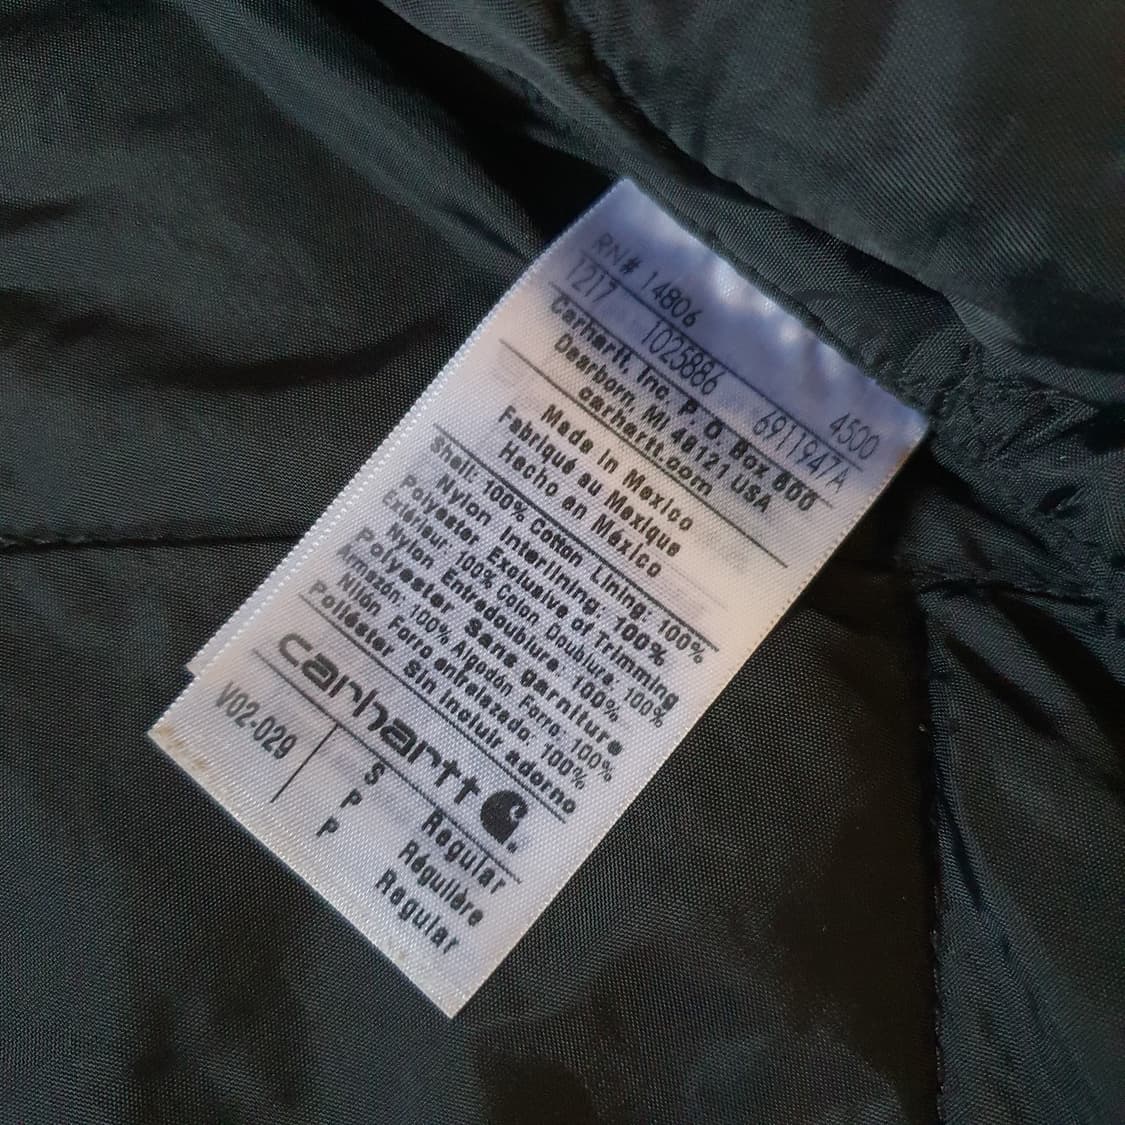 RN# 14806 4500
1217 1025886 6911947A
Carhartt, Inc. P. O. Box 600
Dearborn, MI 48121 USA
carhartt.com
Made in Mexico
Fabriqué au Mexique
Hecho en México
Shell: 100% Cotton Lining: 100%
Nylon Interlining: 100%
Polyester Exclusive of Trimming
Extérieur: 100% Coton Doublure: 100%
Nylon Entredoublure: 100%
Polyester Sans garniture
Armazon: 100% Algodón Forro: 100%
Nilón Forro entrelazado: 100%
Poliéster Sin incluir adorno
carhartt
V02-029 S Regular
P Régulière
P Regular